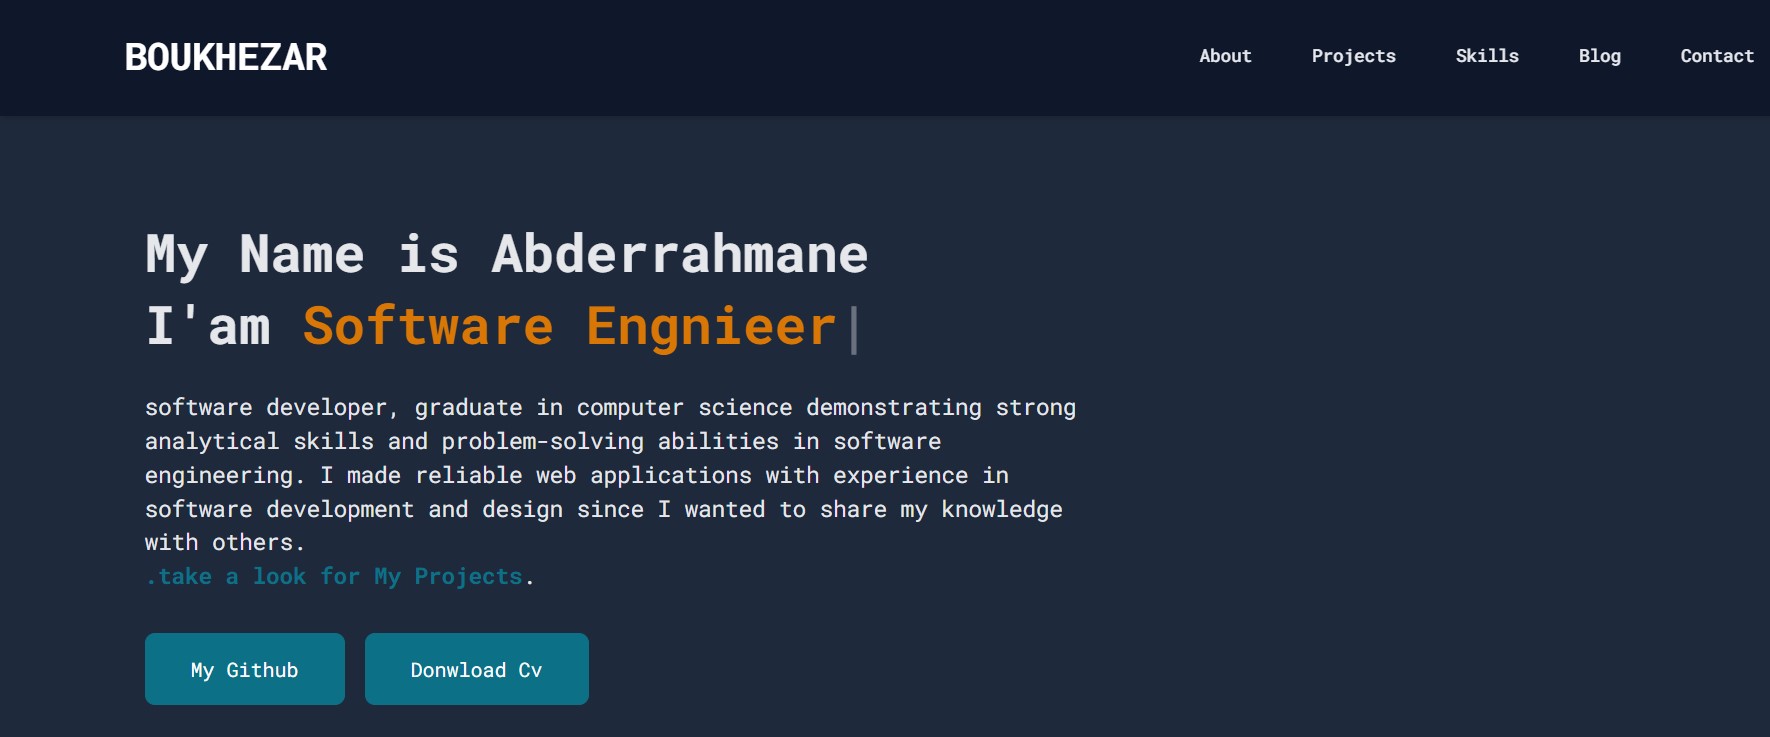 BOUKHEZAR
About Projects Skills Blog Contact
My Name is Abderrahmane
I'am Software Engnieer|
software developer, graduate in computer science demonstrating strong
analytical skills and problem-solving abilities in software
engineering. I made reliable web applications with experience in
software development and design since I wanted to share my knowledge
with others.
.take a look for My Projects.
My Github Donwload Cv